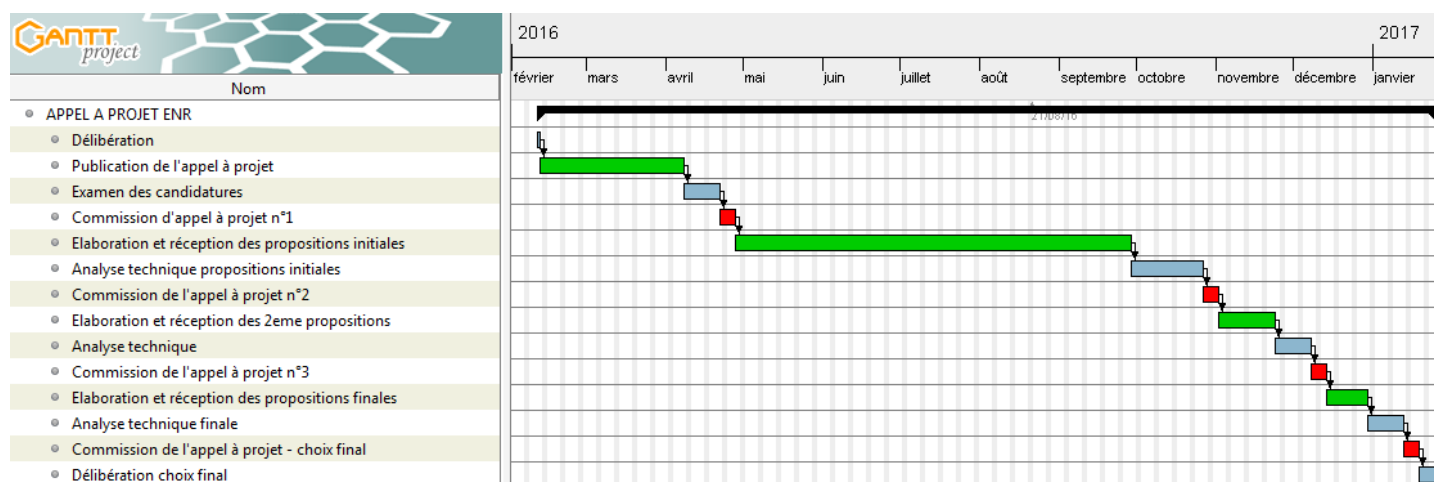 GANTT
project
2016 2017
février mars avril mai juin juillet août septembre octobre novembre décembre janvier
Nom
APPEL A PROJET ENR
21/08/16
Délibération
Publication de l'appel à projet
Examen des candidatures
Commission d'appel à projet n°1
Elaboration et réception des propositions initiales
Analyse technique propositions initiales
Commission de l'appel à projet n°2
Elaboration et réception des 2eme propositions
Analyse technique
Commission de l'appel à projet n°3
Elaboration et réception des propositions finales
Analyse technique finale
Commission de l'appel à projet - choix final
Délibération choix final